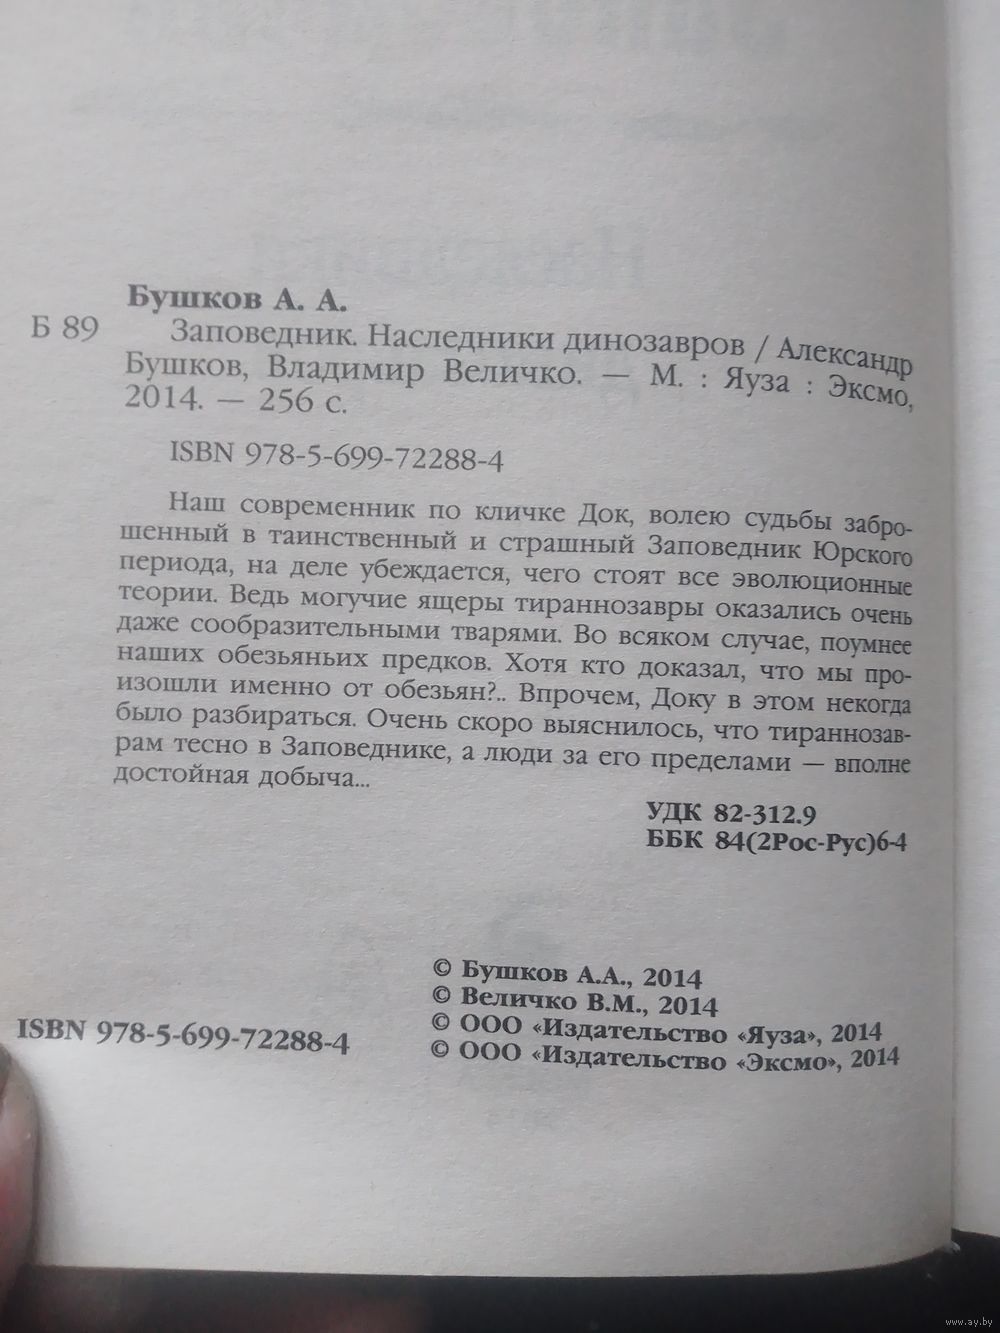 Бушков А. А.
Б 89 Заповедник. Наследники динозавров / Александр
Бушков, Владимир Величко. — М. : Яуза : Эксмо,
2014. — 256 с.
ISBN 978-5-699-72288-4
Наш современник по кличке Док, волею судьбы забро-
шенный в таинственный и страшный Заповедник Юрского
периода, на деле убеждается, чего стоят все эволюционные
теории. Ведь могучие ящеры тираннозавры оказались очень
даже сообразительными тварями. Во всяком случае, поумнее
наших обезьяньих предков. Хотя кто доказал, что мы про-
изошли именно от обезьян?.. Впрочем, Доку в этом некогда
было разбираться. Очень скоро выяснилось, что тираннозав-
рам тесно в Заповеднике, а люди за его пределами — вполне
достойная добыча...
УДК 82-312.9
ББК 84(2Рос-Рус)6-4
© Бушков А.А., 2014
© Величко В.М., 2014
© ООО «Издательство «Яуза», 2014
ISBN 978-5-699-72288-4 © ООО «Издательство «Эксмо», 2014
www.ay.by